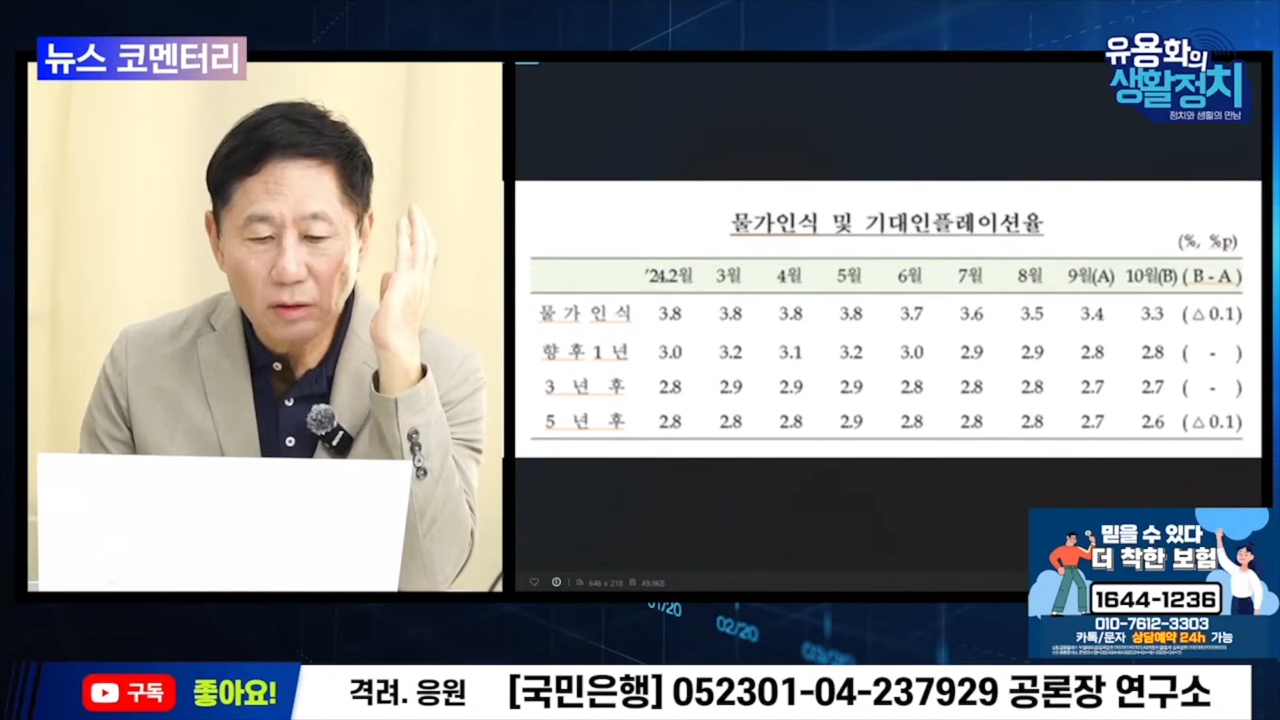 뉴스 코멘터리
유용화의
생활정치
정치와 생활의 만남
물가인식 및 기대인플레이션율
(%, %p)
'24.2월 3월 4월 5월 6월 7월 8월 9월(A) 10월(B) ( B - A )
물 가 인 식 3.8 3.8 3.8 3.8 3.7 3.6 3.5 3.4 3.3 (△0.1)
향 후 1 년 3.0 3.2 3.1 3.2 3.0 2.9 2.9 2.8 2.8 ( - )
3 년 후 2.8 2.9 2.9 2.9 2.8 2.8 2.8 2.7 2.7 ( - )
5 년 후 2.8 2.8 2.8 2.9 2.8 2.8 2.8 2.7 2.6 (△0.1)
646 x 218 49.9KB
믿을 수 있다
더 착한 보험
1644-1236
010-7612-3303
카톡/문자 상담예약 24h 가능
01/20
02/20
구독 좋아요! 격려. 응원 [국민은행] 052301-04-237929 공론장 연구소